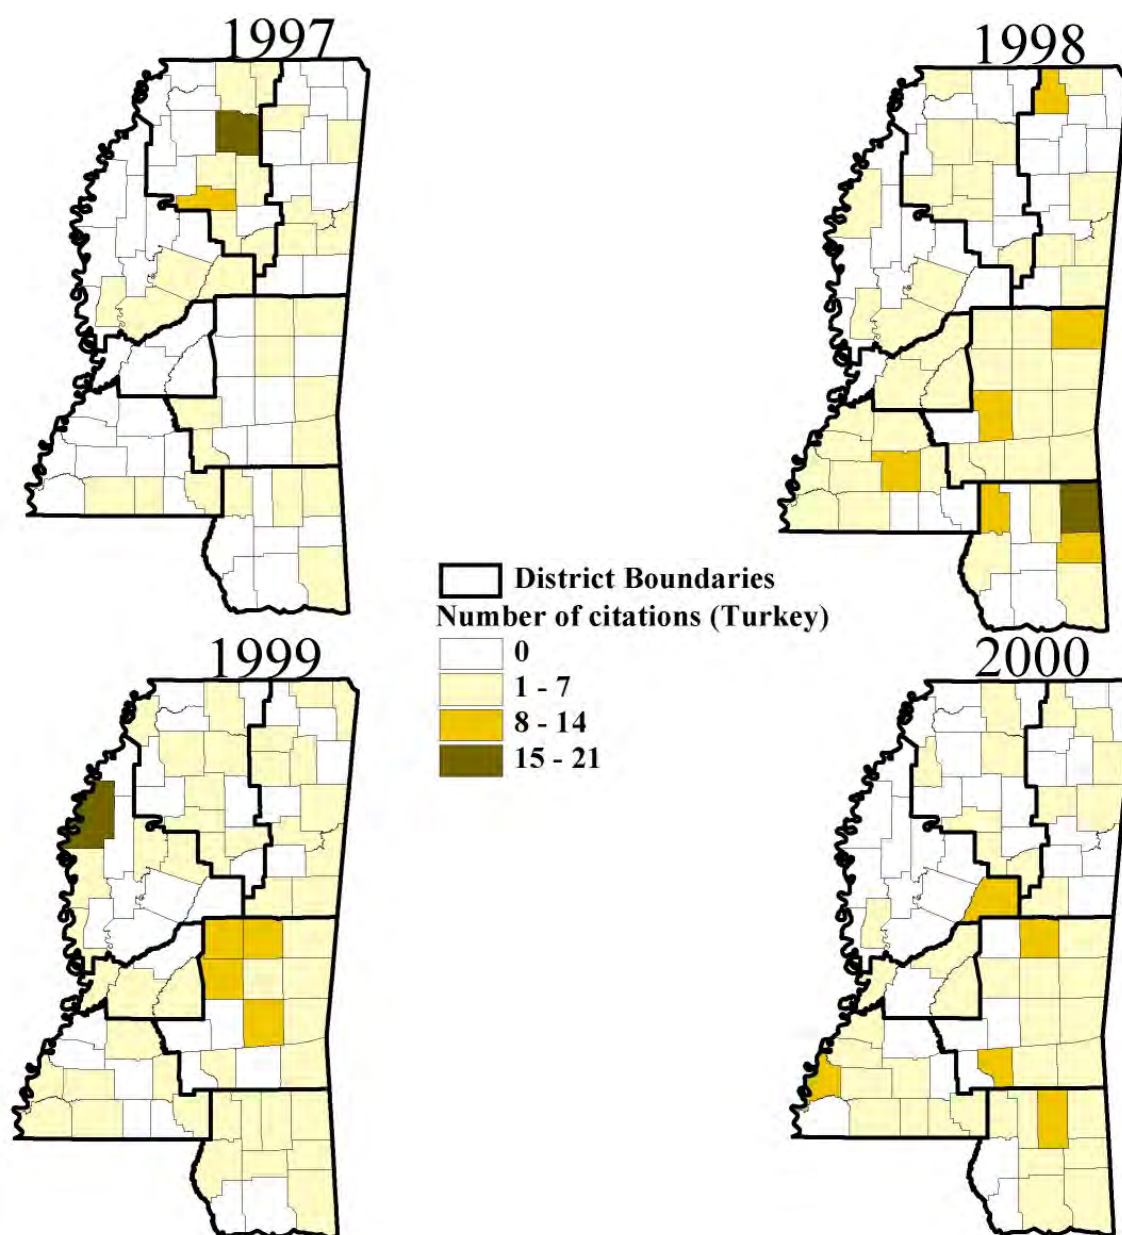 1997
1998
District Boundaries
Number of citations (Turkey)
0
1 - 7
8 - 14
15 - 21
1999
2000